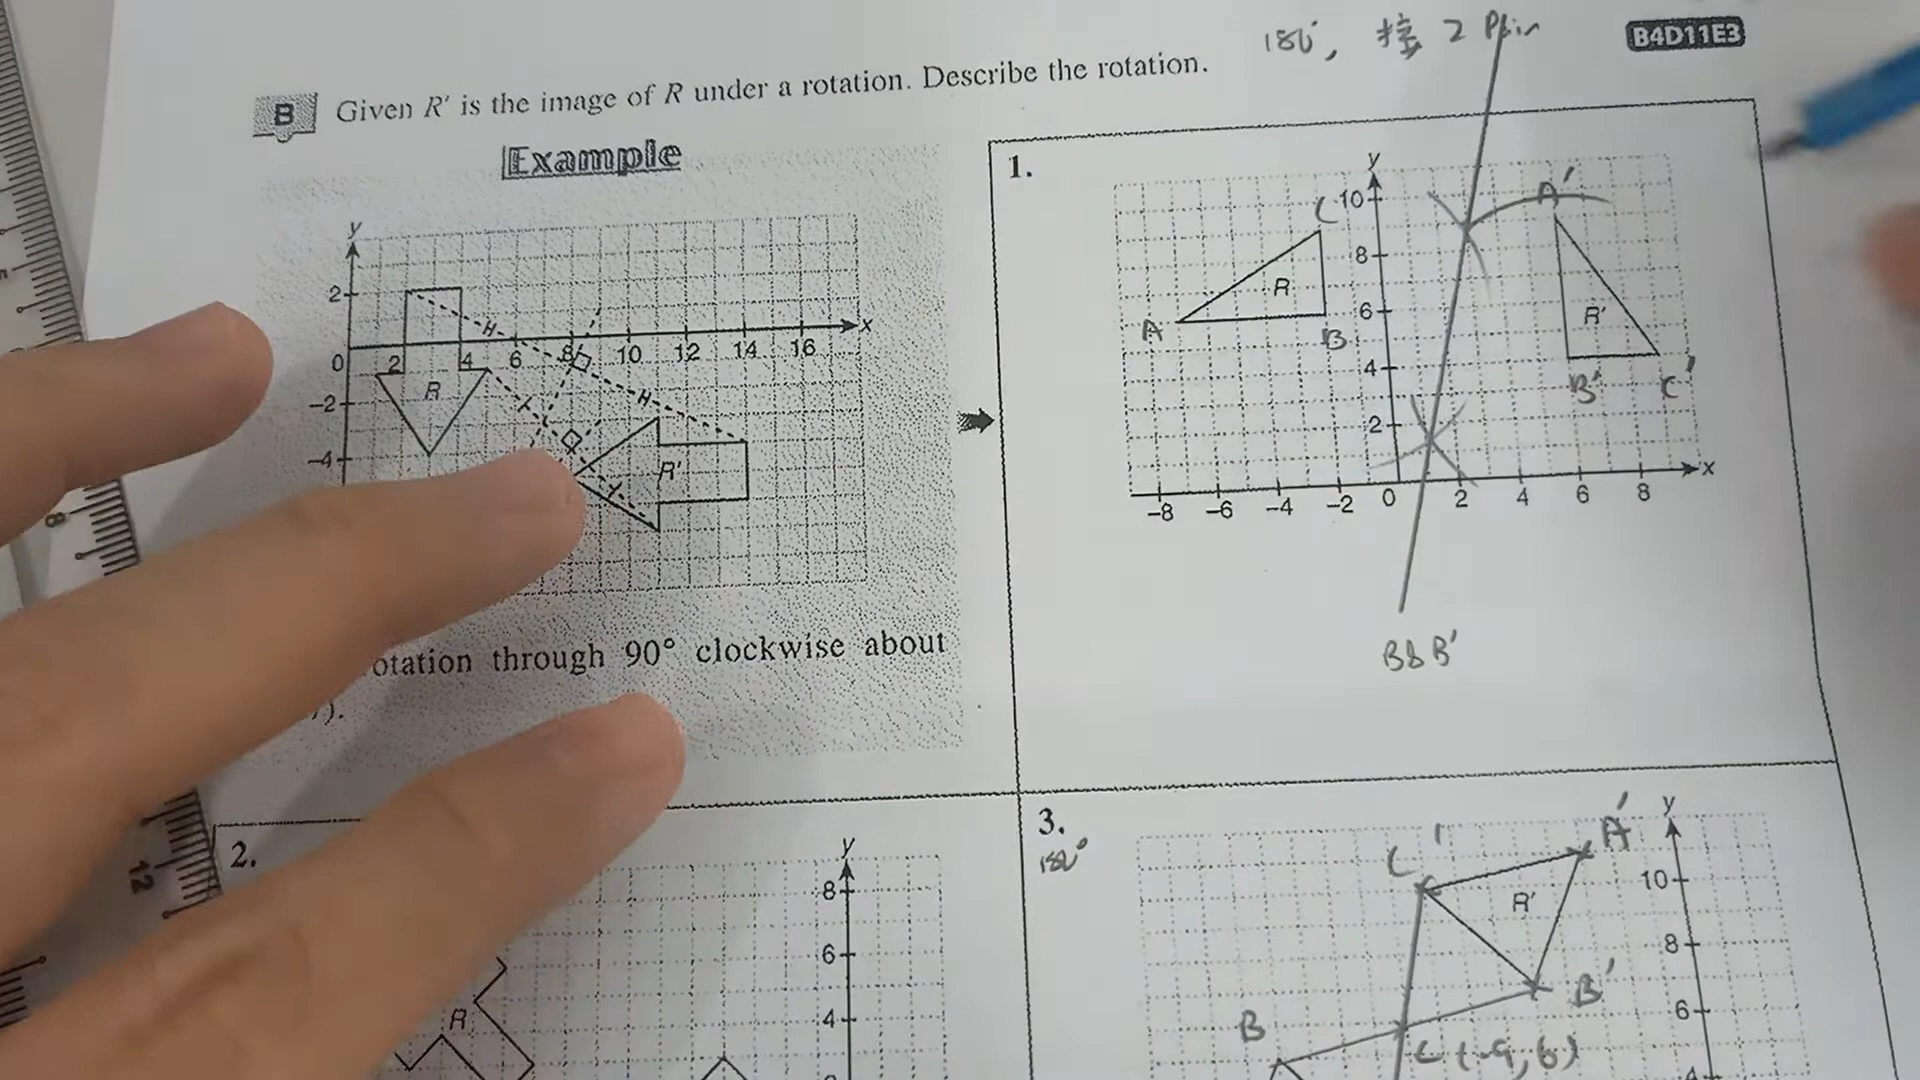 180°, 接 2 Poin
B4D11E3
B Given R' is the image of R under a rotation. Describe the rotation.
Example
y
2
0 2 4 6 8 10 12 14 16 x
R
−2
−4
R'
otation through 90° clockwise about
).
1.
y
C 10 A'
8
R
A B 6 R'
4 B' C'
2
−8 −6 −4 −2 0 2 4 6 8 x
B & B'
2.
y
8
6
R
4
3.
180°
y
C' A'
10
R'
8
B'
B 6
C (-9, 6)
4